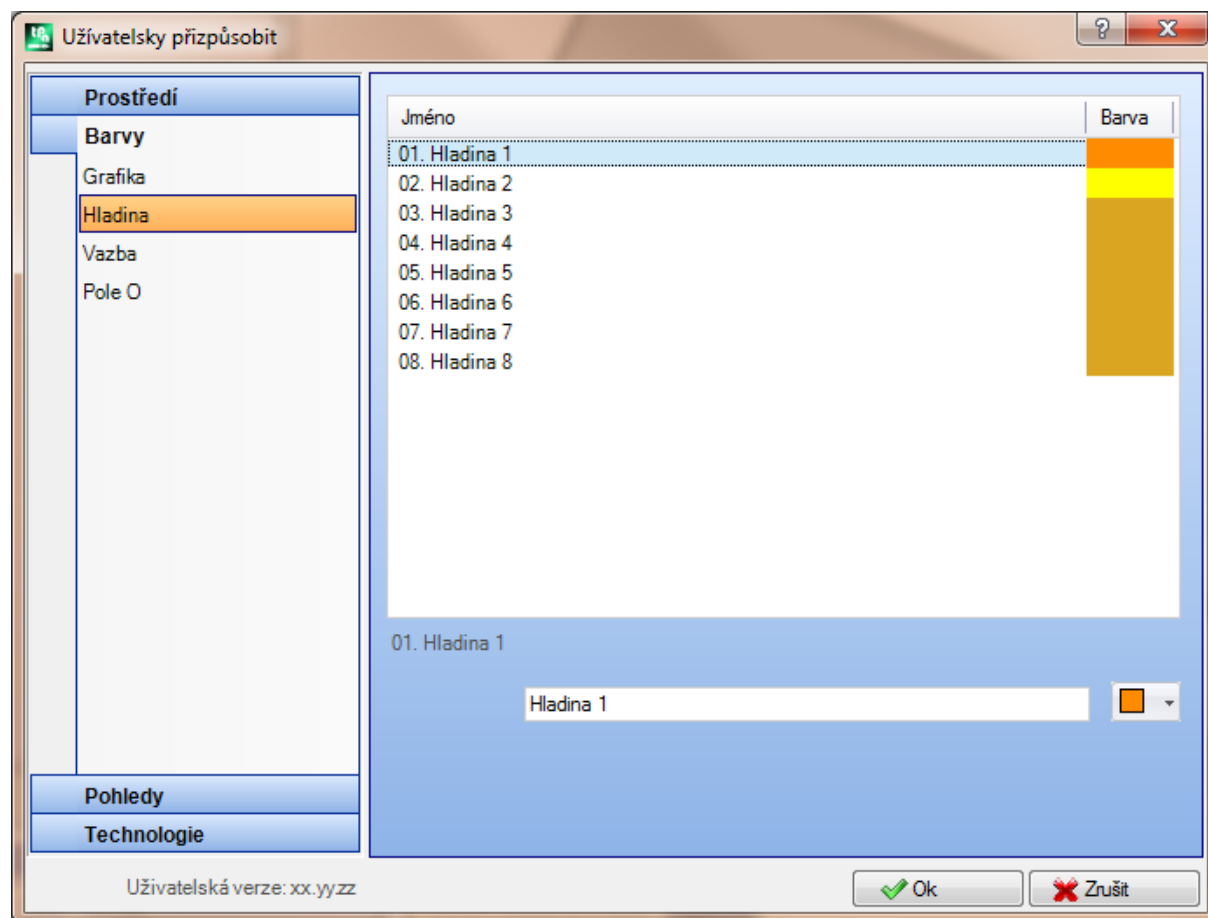 Užívatelsky přizpůsobit
Prostředí
Barvy
Grafika
Hladina
Vazba
Pole O
Pohledy
Technologie
Jméno Barva
01. Hladina 1
02. Hladina 2
03. Hladina 3
04. Hladina 4
05. Hladina 5
06. Hladina 6
07. Hladina 7
08. Hladina 8
01. Hladina 1
Hladina 1
Uživatelská verze: xx.yy.zz
Ok
Zrušit